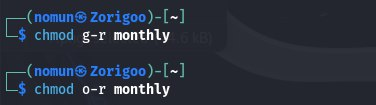 ┌──(nomun㉿Zorigoo)-[~]
└─$ chmod g-r monthly
┌──(nomun㉿Zorigoo)-[~]
└─$ chmod o-r monthly